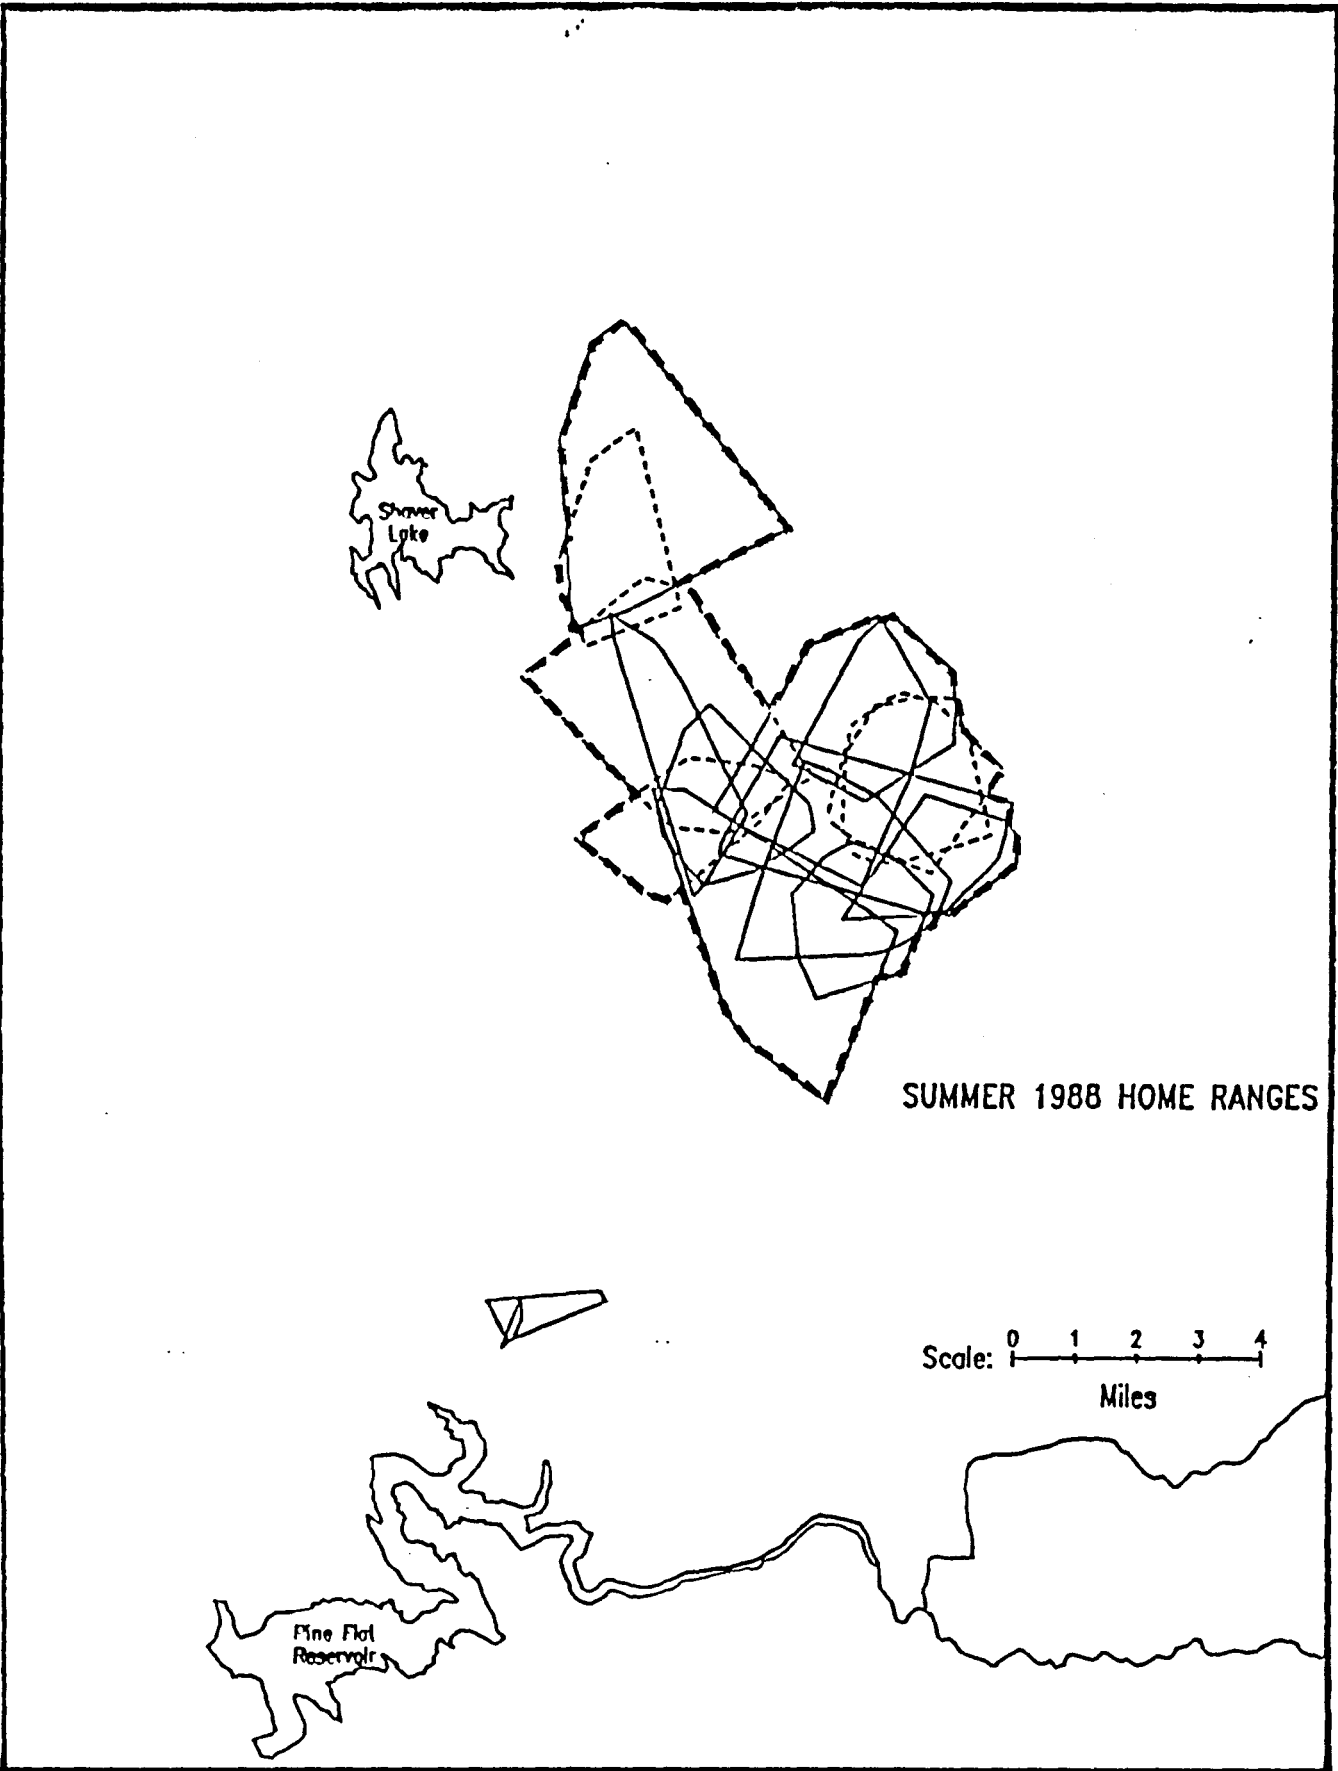 Shaver
Lake
SUMMER 1988 HOME RANGES
0 1 2 3 4
Scale:
Miles
Pine Flat
Reservoir